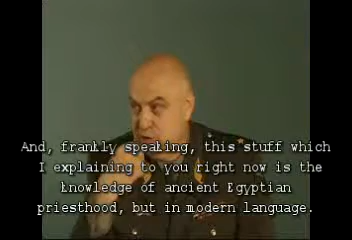 And, frankly speaking, this stuff which
I explaining to you right now is the
knowledge of ancient Egyptian
priesthood, but in modern language.